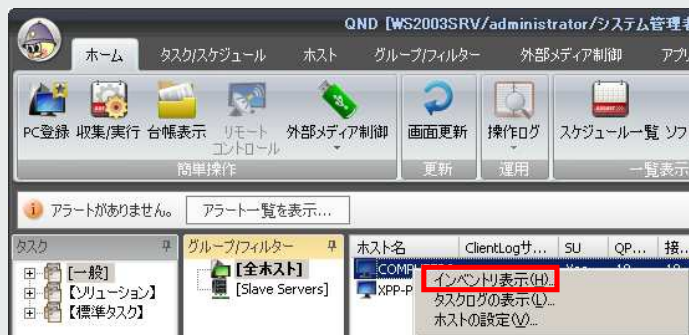 QND [WS2003SRV/administrator/システム管理者
ホーム タスク/スケジュール ホスト グループ/フィルター 外部メディア制御 アプリ
PC登録 収集/実行 台帳表示 リモートコントロール 外部メディア制御 画面更新 操作ログ スケジュール一覧 ソフ
簡単操作 更新 運用 一覧表示
アラートがありません。 アラート一覧を表示...
タスク グループ/フィルター ホスト名 ClientLogサ... SU QP... 接...
[一般] [全ホスト]
【ソリューション】 [Slave Servers] XPP-P
【標準タスク】
インベントリ表示(H)...
タスクログの表示(L)...
ホストの設定(V)...